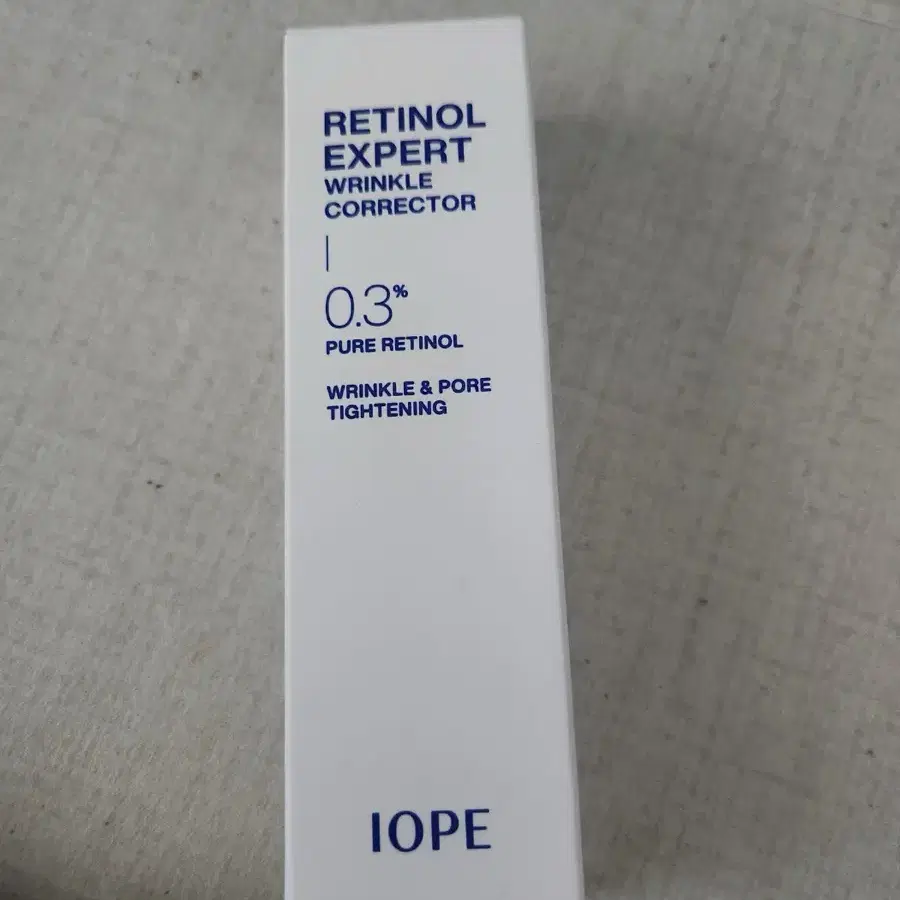 RETINOL
EXPERT
WRINKLE
CORRECTOR
0.3%
PURE RETINOL
WRINKLE & PORE
TIGHTENING
IOPE